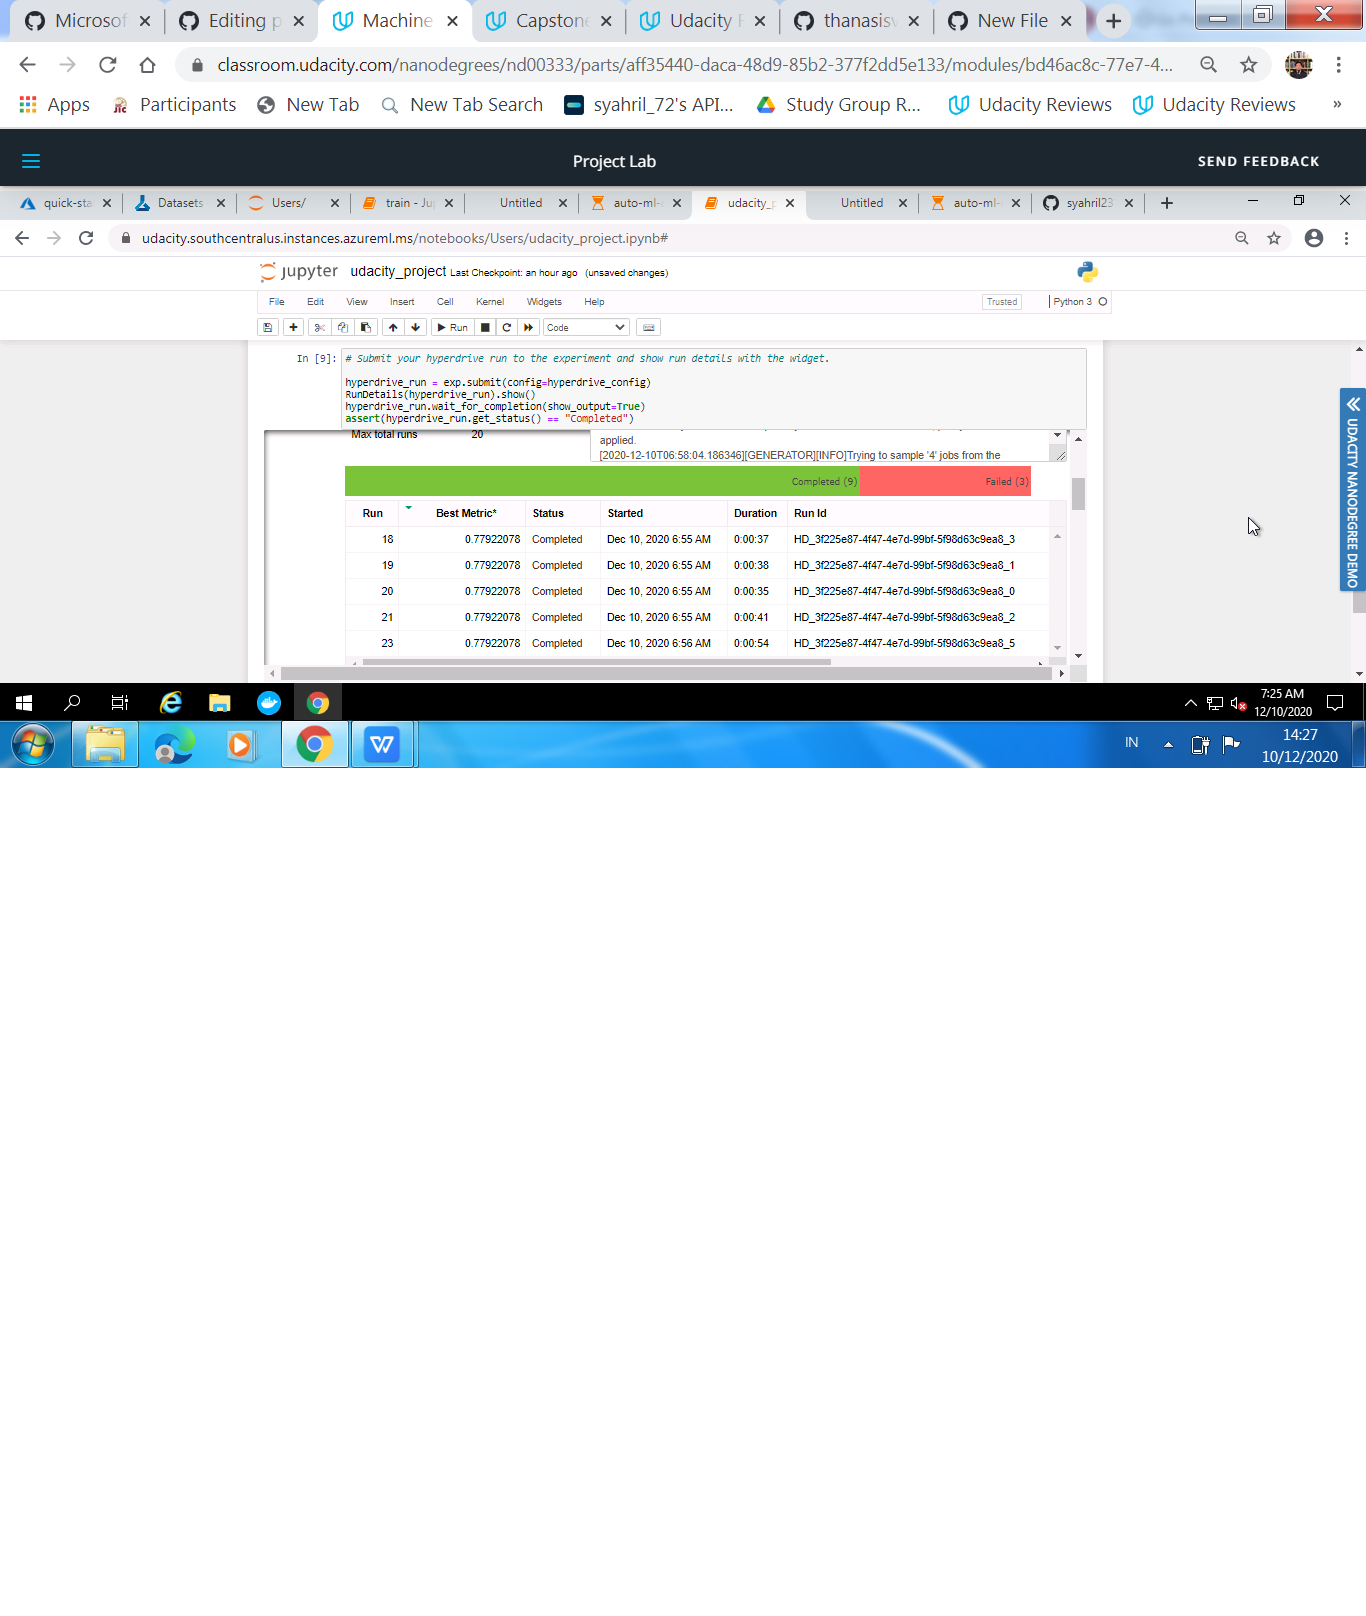 Microsof
Editing p
Machine
Capstone
Udacity
thanasisv
New File
classroom.udacity.com/nanodegrees/nd00333/parts/aff35440-daca-48d9-85b2-377f2dd5e133/modules/bd46ac8c-77e7-4...
Apps Participants New Tab New Tab Search syahril_72's API... Study Group R... Udacity Reviews Udacity Reviews »
Project Lab
SEND FEEDBACK
quick-sta Datasets Users/ train - Ju Untitled auto-ml- udacity_p Untitled auto-ml- syahril23
udacity.southcentralus.instances.azureml.ms/notebooks/Users/udacity_project.ipynb#
jupyter udacity_project Last Checkpoint: an hour ago (unsaved changes)
File Edit View Insert Cell Kernel Widgets Help Trusted Python 3
Run Code
In [9]: # Submit your hyperdrive run to the experiment and show run details with the widget.
hyperdrive_run = exp.submit(config=hyperdrive_config)
RunDetails(hyperdrive_run).show()
hyperdrive_run.wait_for_completion(show_output=True)
assert(hyperdrive_run.get_status() == "Completed")
Max total runs 20
applied.
[2020-12-10T06:58:04.186346][GENERATOR][INFO]Trying to sample '4' jobs from the
Completed (9) Failed (3)
Run Best Metric* Status Started Duration Run Id
18 0.77922078 Completed Dec 10, 2020 6:55 AM 0:00:37 HD_3f225e87-4f47-4e7d-99bf-5f98d63c9ea8_3
19 0.77922078 Completed Dec 10, 2020 6:55 AM 0:00:38 HD_3f225e87-4f47-4e7d-99bf-5f98d63c9ea8_1
20 0.77922078 Completed Dec 10, 2020 6:55 AM 0:00:35 HD_3f225e87-4f47-4e7d-99bf-5f98d63c9ea8_0
21 0.77922078 Completed Dec 10, 2020 6:55 AM 0:00:41 HD_3f225e87-4f47-4e7d-99bf-5f98d63c9ea8_2
23 0.77922078 Completed Dec 10, 2020 6:56 AM 0:00:54 HD_3f225e87-4f47-4e7d-99bf-5f98d63c9ea8_5
UDACITY NANODEGREE DEMO
7:25 AM
12/10/2020
IN
14:27
10/12/2020